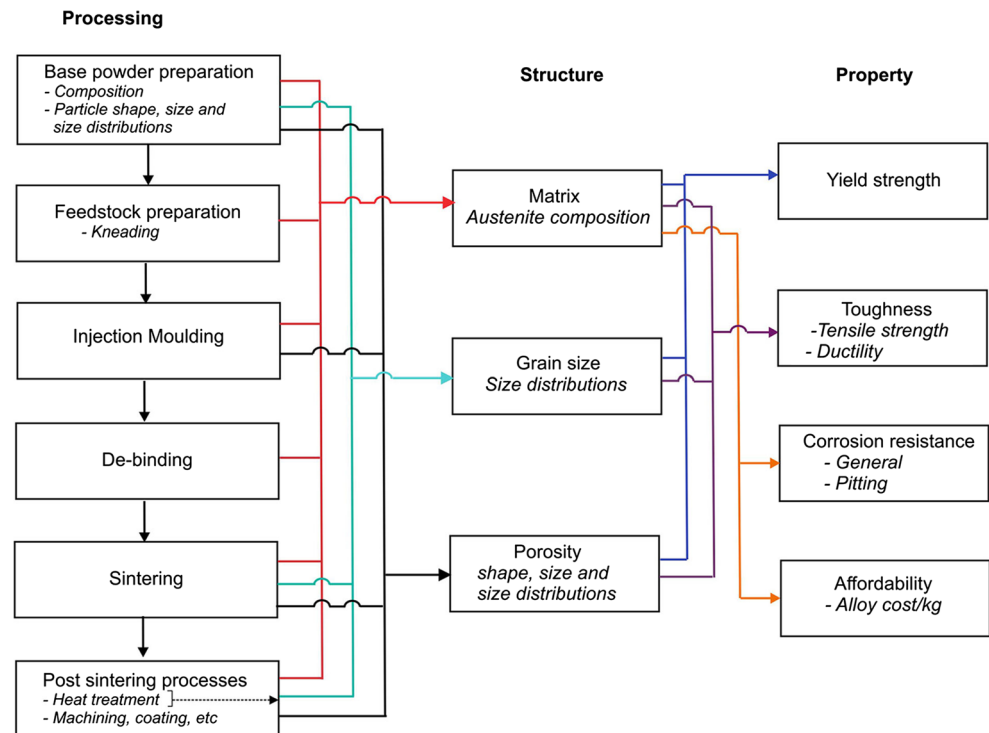 Processing
Base powder preparation
- Composition
- Particle shape, size and
size distributions
Feedstock preparation
- Kneading
Injection Moulding
De-binding
Sintering
Post sintering processes
- Heat treatment
- Machining, coating, etc
Structure
Matrix
Austenite composition
Grain size
Size distributions
Porosity
shape, size and
size distributions
Property
Yield strength
Toughness
-Tensile strength
- Ductility
Corrosion resistance
- General
- Pitting
Affordability
- Alloy cost/kg